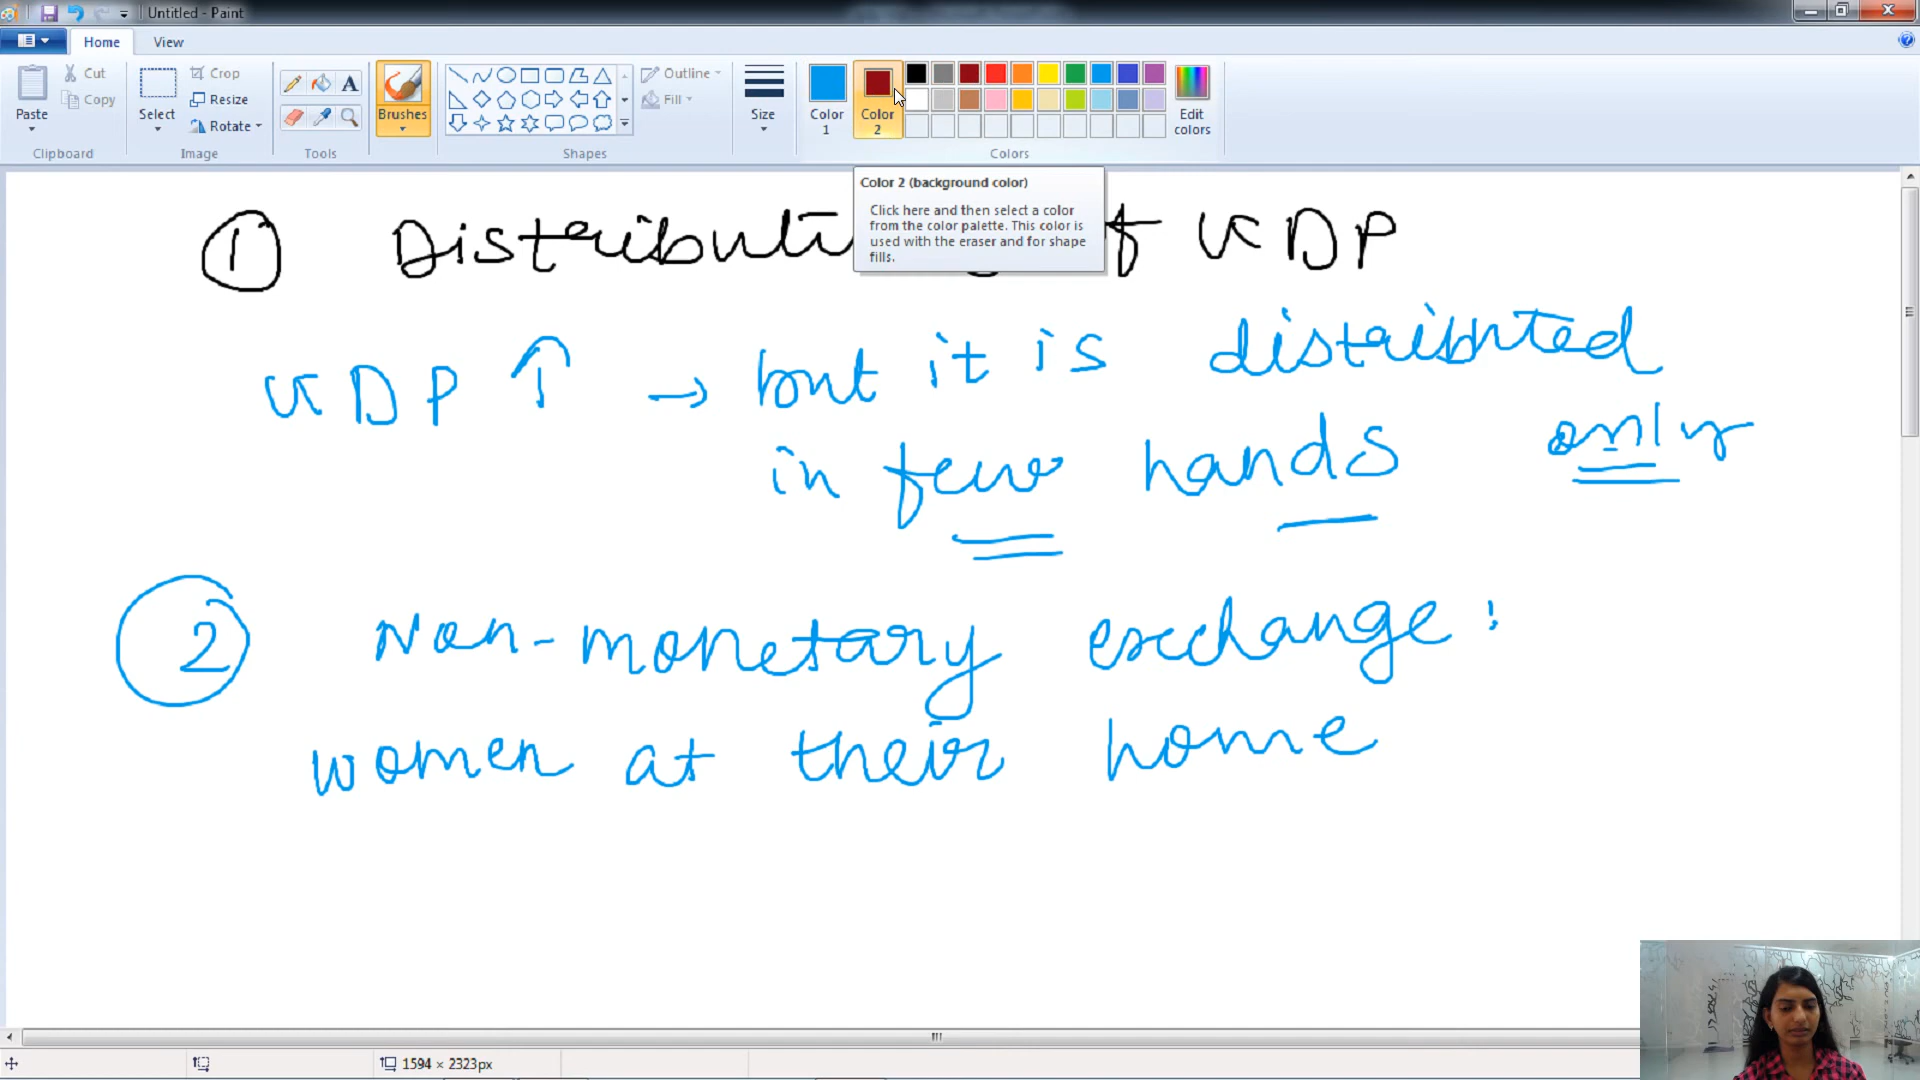 Untitled - Paint
Home View
Paste Cut Copy Select Crop Resize Rotate Brushes Outline Fill Size Color 1 Color 2 Edit colors
Clipboard Image Tools Shapes Colors
Color 2 (background color)
Click here and then select a color
from the color palette. This color is
used with the eraser and for shape
fills.
① Distributi of GDP
GDP ↑ → but it is distributed
in few hands only
② Non-monetary exchange:
women at their home
1594 × 2323px